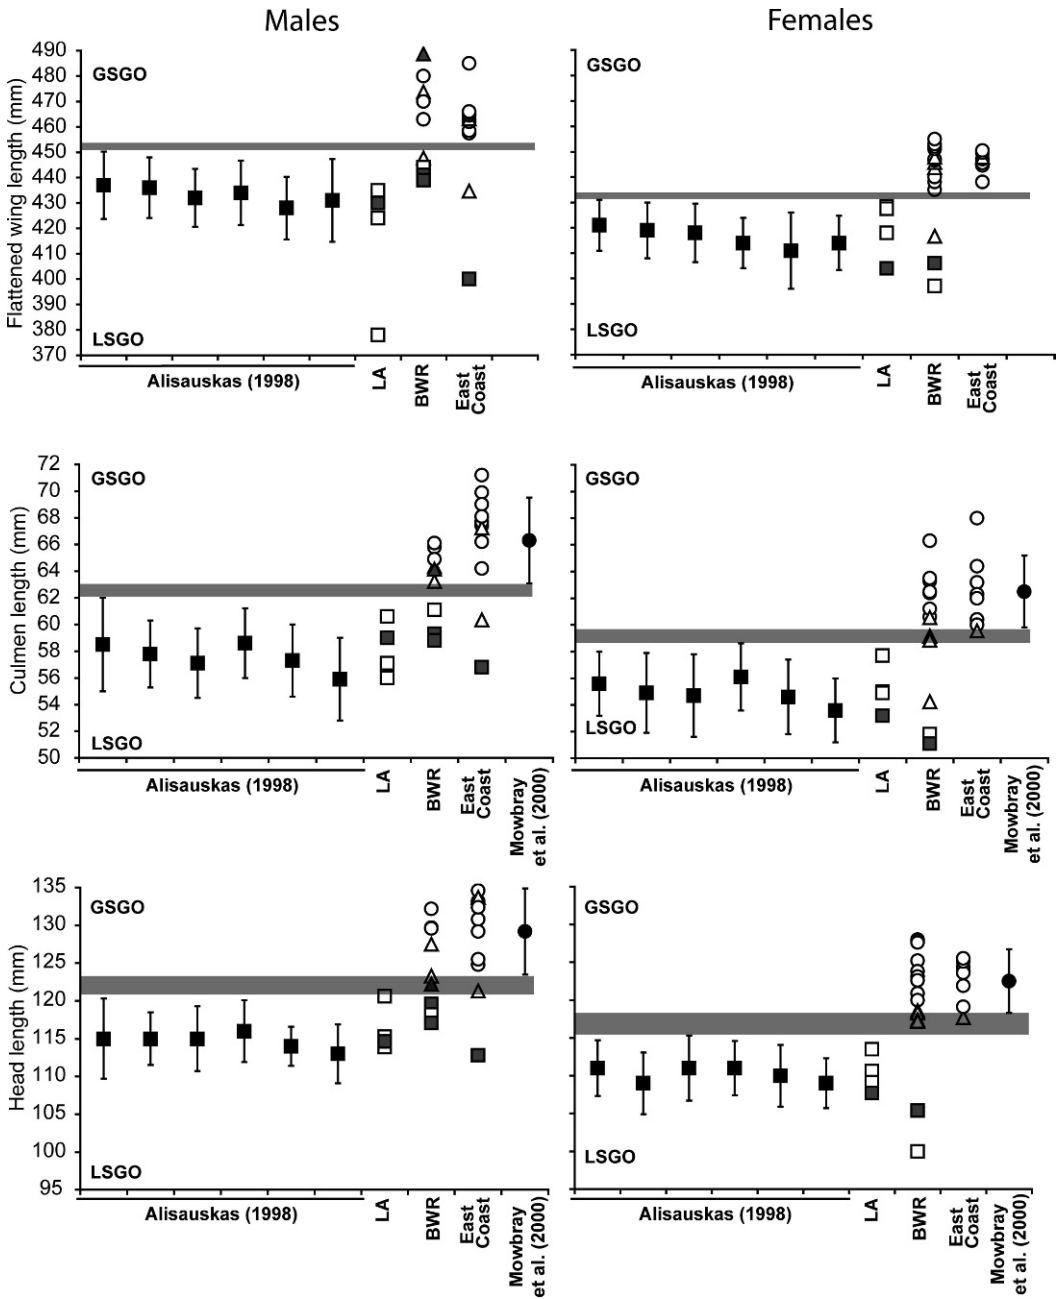 Males
Females
Flattened wing length (mm)
490
480
470
460
450
440
430
420
410
400
390
380
370
GSGO
LSGO
GSGO
LSGO
Alisauskas (1998)
LA
BWR
East
Coast
Alisauskas (1998)
LA
BWR
East
Coast
Culmen length (mm)
72
70
68
66
64
62
60
58
56
54
52
50
GSGO
LSGO
GSGO
LSGO
Alisauskas (1998)
LA
BWR
East
Coast
Mowbray
et al. (2000)
Alisauskas (1998)
LA
BWR
East
Coast
Mowbray
et al. (2000)
Head length (mm)
135
130
125
120
115
110
105
100
95
GSGO
LSGO
GSGO
LSGO
Alisauskas (1998)
LA
BWR
East
Coast
Mowbray
et al. (2000)
Alisauskas (1998)
LA
BWR
East
Coast
Mowbray
et al. (2000)